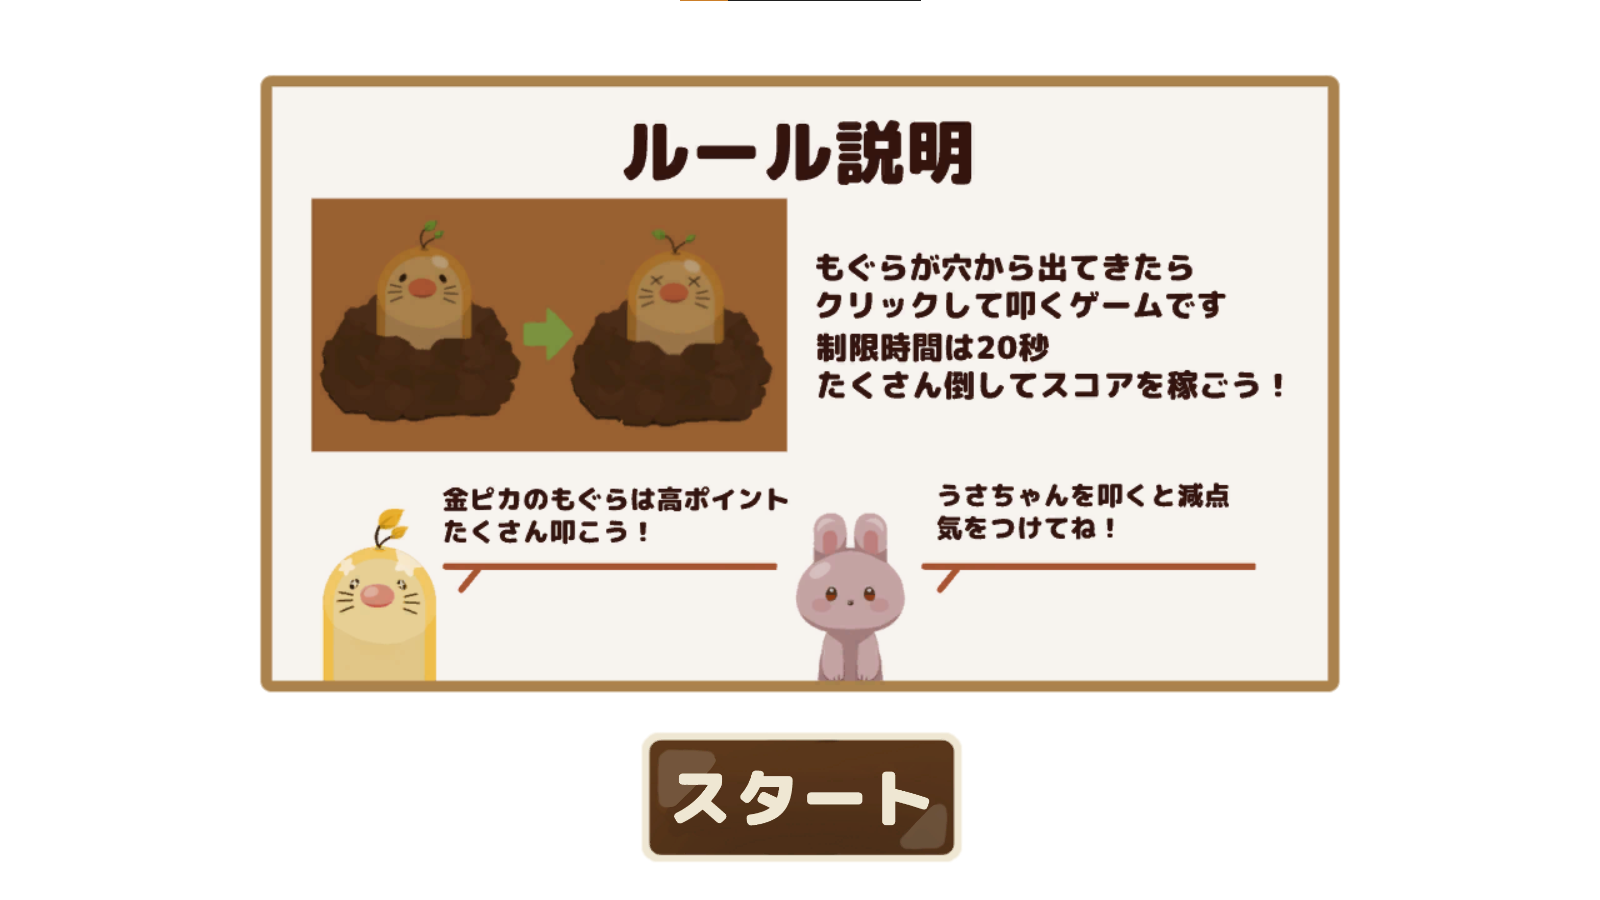 ルール説明
もぐらが穴から出てきたら
クリックして叩くゲームです
制限時間は20秒
たくさん倒してスコアを稼ごう！
金ピカのもぐらは高ポイント
たくさん叩こう！
うさちゃんを叩くと減点
気をつけてね！
スタート